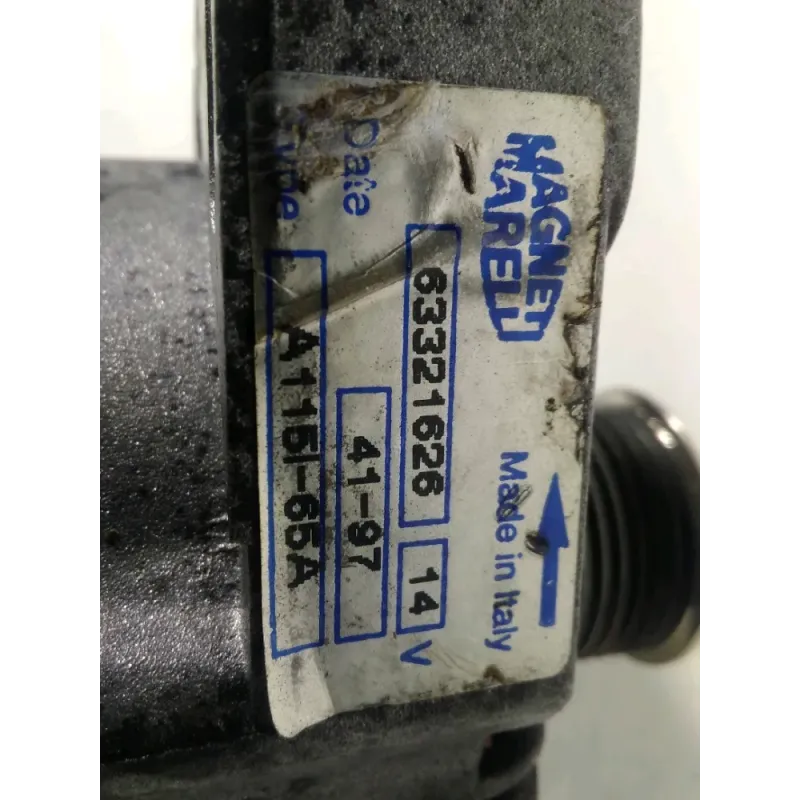 MAGNETI
MARELLI
Made in Italy
63321626 14 V
Date 41-97
Type A115I-65A